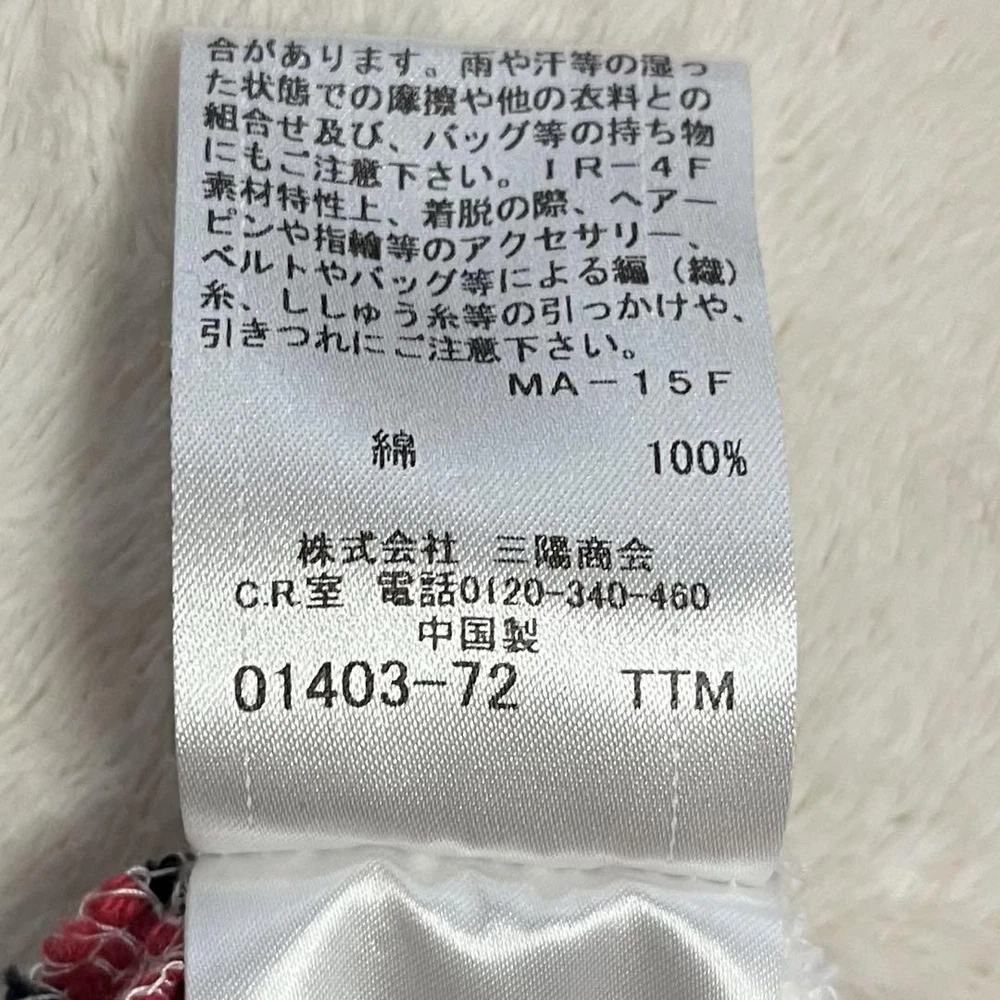 合があります。雨や汗等の湿っ
た状態での摩擦や他の衣料との
組合せ及び、バッグ等の持ち物
にもご注意下さい。IR-4F
素材特性上、着脱の際、ヘアー
ピンや指輪等のアクセサリー、
ベルトやバッグ等による編(織)
糸、ししゅう糸等の引っかけや、
引きつれにご注意下さい。
MA-15F
綿 100%
株式会社 三陽商会
C.R.室 電話0120-340-460
中国製
01403-72 TTM